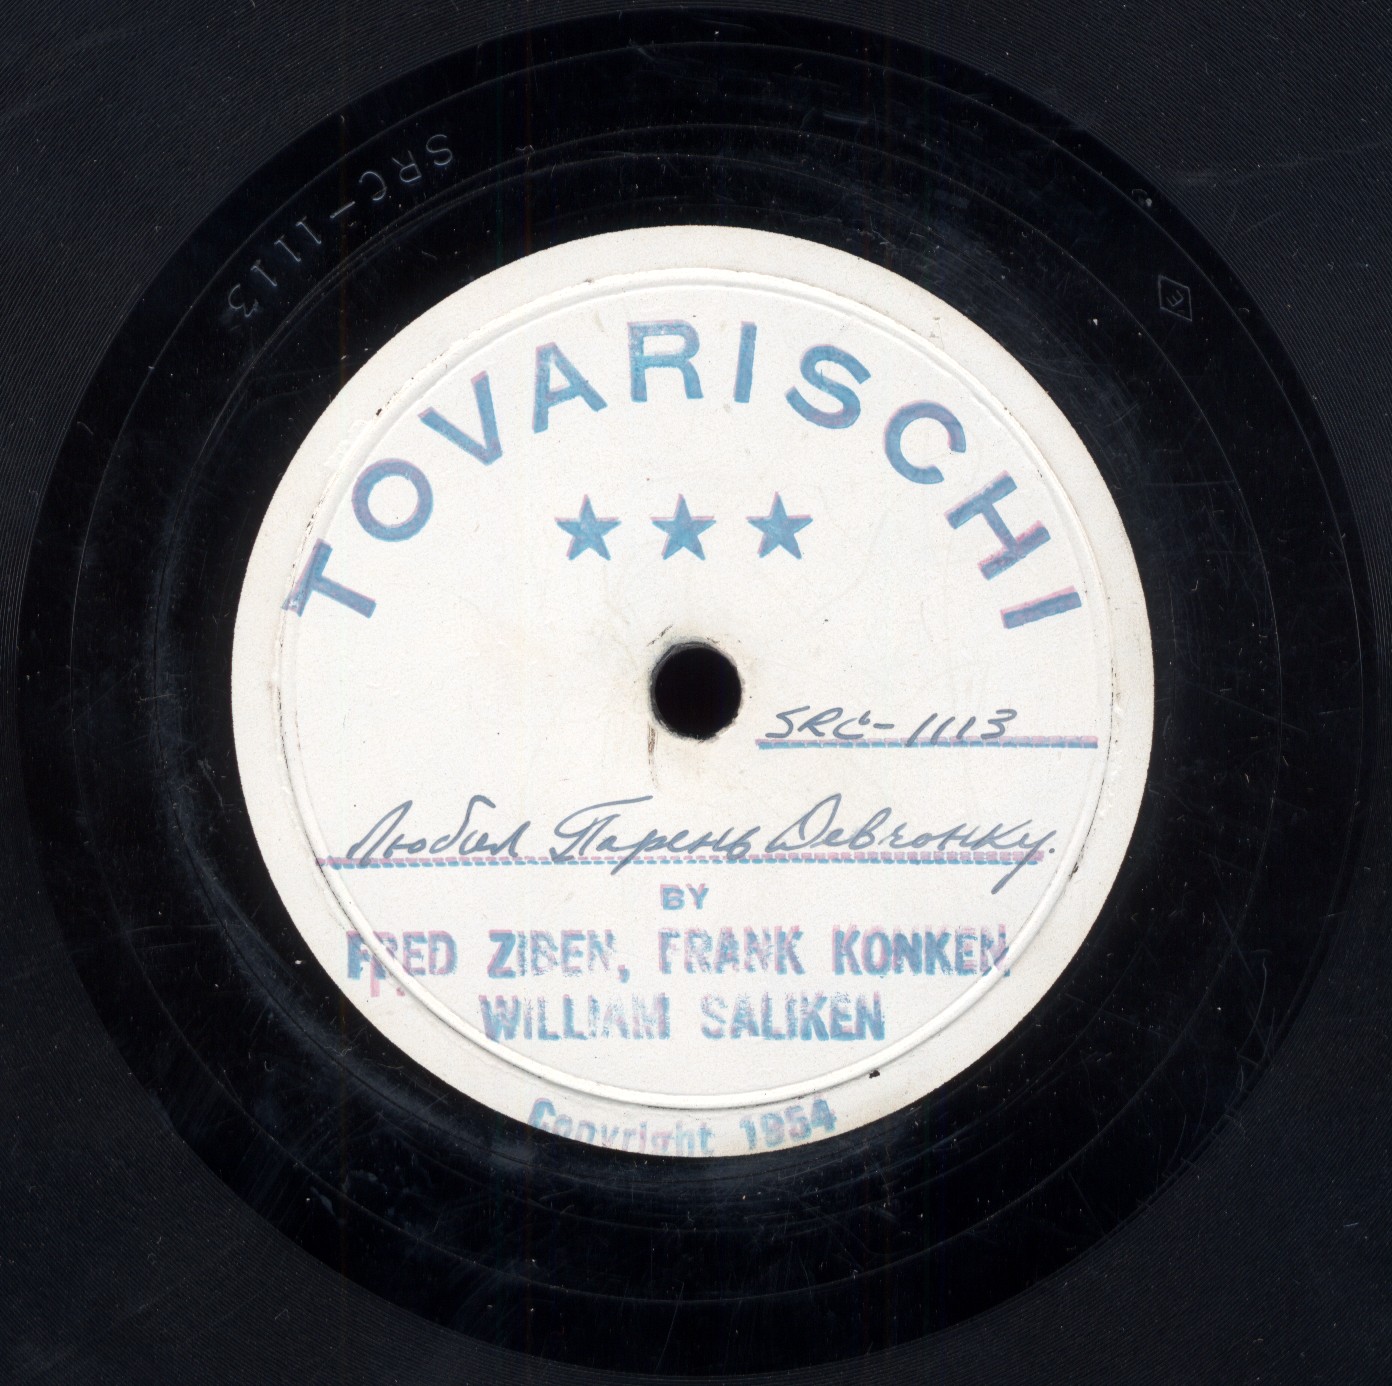 SRC-1113
E
TOVARISCHI
SRC-1113
Любил Парень Девчонку.
BY
FRED ZIBEN, FRANK KONKEN
WILLIAM SALIKEN
Copyright 1954